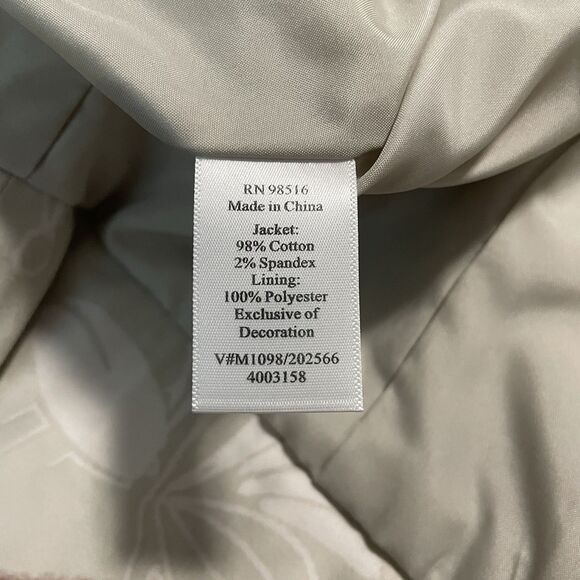 RN 98516
Made in China
Jacket:
98% Cotton
2% Spandex
Lining:
100% Polyester
Exclusive of
Decoration
V#M1098/202566
4003158